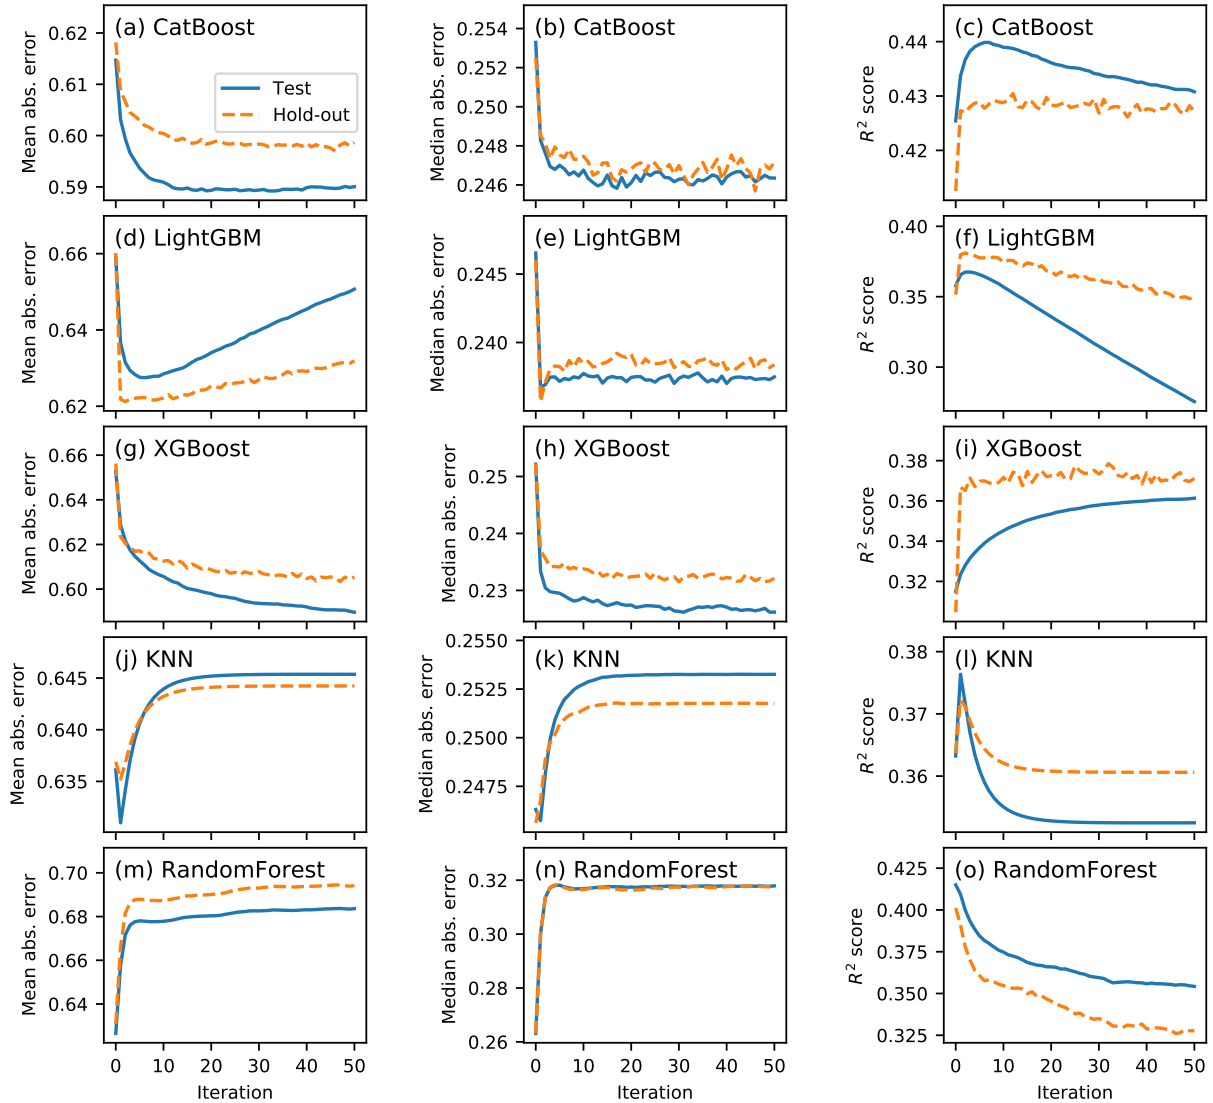 (a) CatBoost
Mean abs. error
0.62
0.61
0.60
0.59
Test
Hold-out
(b) CatBoost
Median abs. error
0.254
0.252
0.250
0.248
0.246
(c) CatBoost
R² score
0.44
0.43
0.42
(d) LightGBM
Mean abs. error
0.66
0.64
0.62
(e) LightGBM
Median abs. error
0.245
0.240
(f) LightGBM
R² score
0.40
0.35
0.30
(g) XGBoost
Mean abs. error
0.66
0.64
0.62
0.60
(h) XGBoost
Median abs. error
0.25
0.24
0.23
(i) XGBoost
R² score
0.38
0.36
0.34
0.32
(j) KNN
Mean abs. error
0.645
0.640
0.635
(k) KNN
Median abs. error
0.2550
0.2525
0.2500
0.2475
(l) KNN
R² score
0.38
0.37
0.36
(m) RandomForest
Mean abs. error
0.70
0.68
0.66
0.64
0 10 20 30 40 50
Iteration
(n) RandomForest
Median abs. error
0.32
0.30
0.28
0.26
0 10 20 30 40 50
Iteration
(o) RandomForest
R² score
0.425
0.400
0.375
0.350
0.325
0 10 20 30 40 50
Iteration